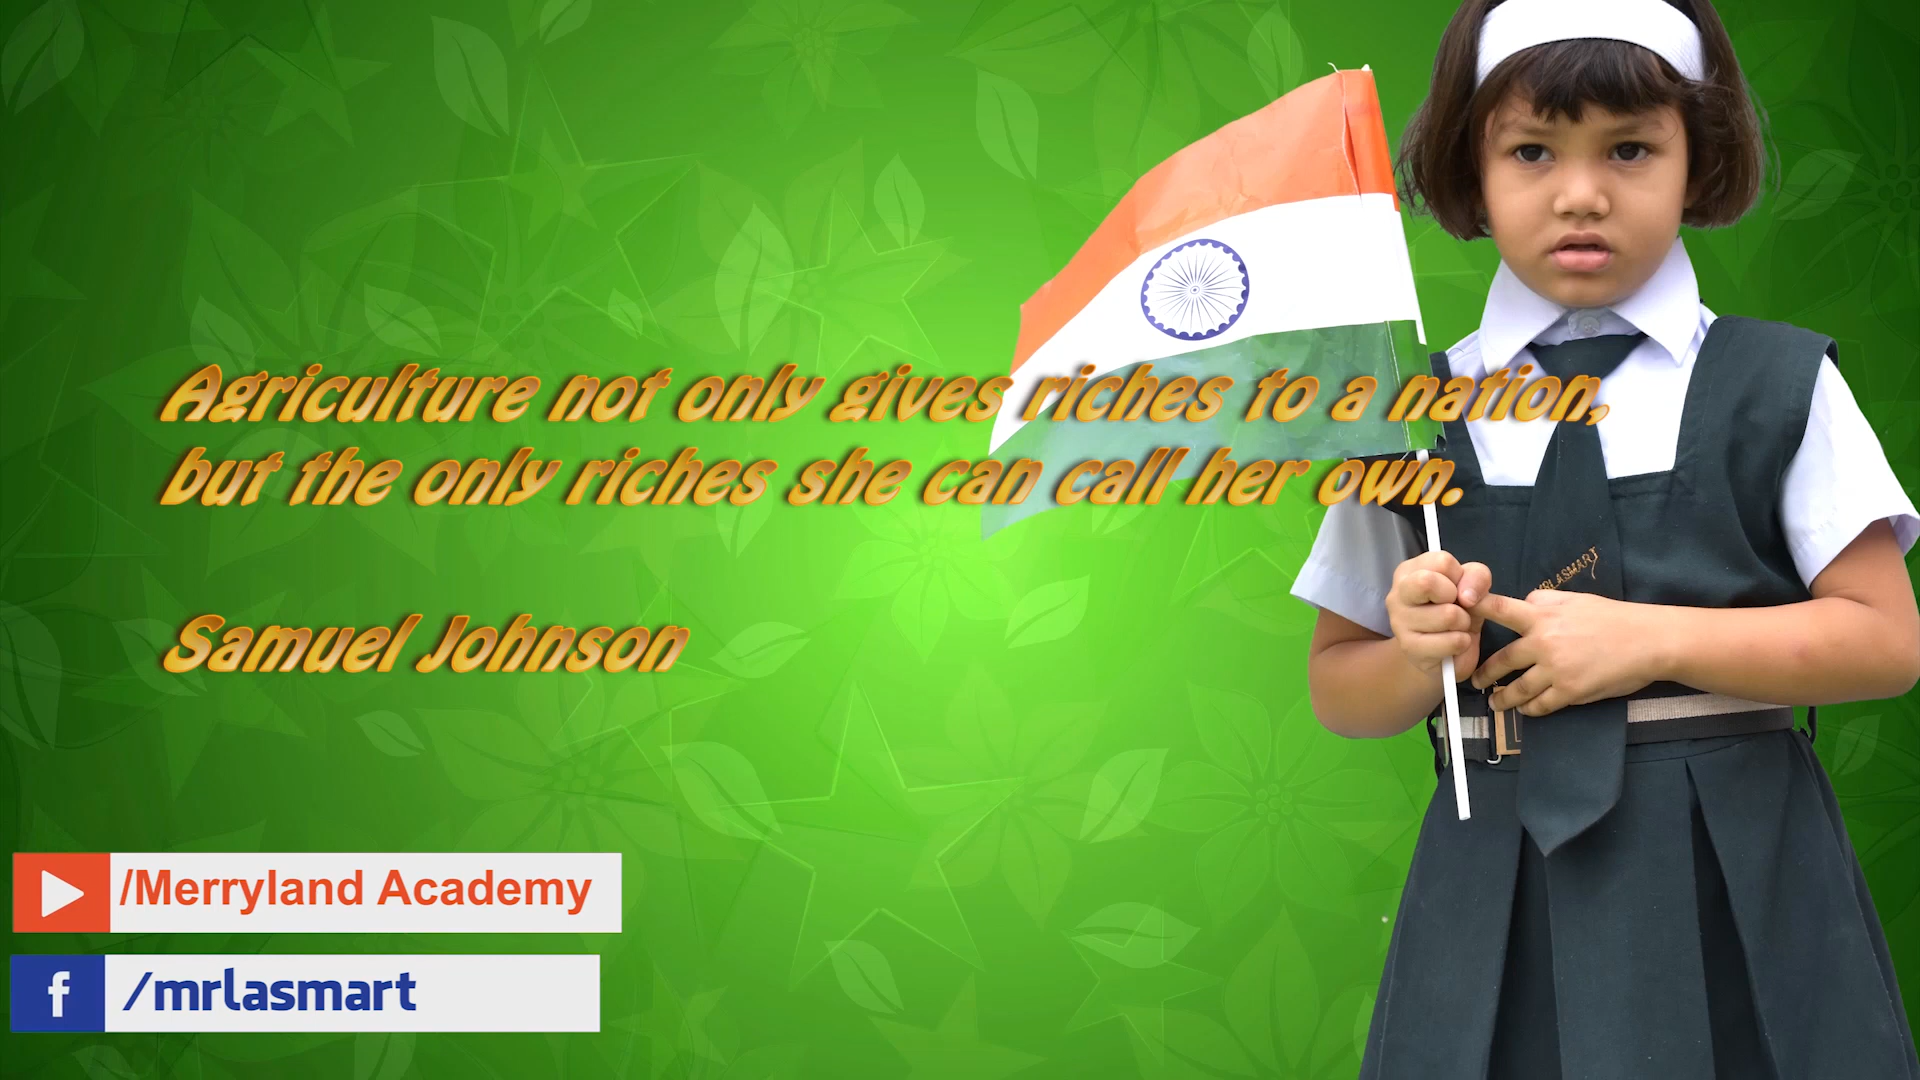 Agriculture not only gives riches to a nation,
but the only riches she can call her own.
Samuel Johnson
MRLASMART
/Merryland Academy
f /mrlasmart